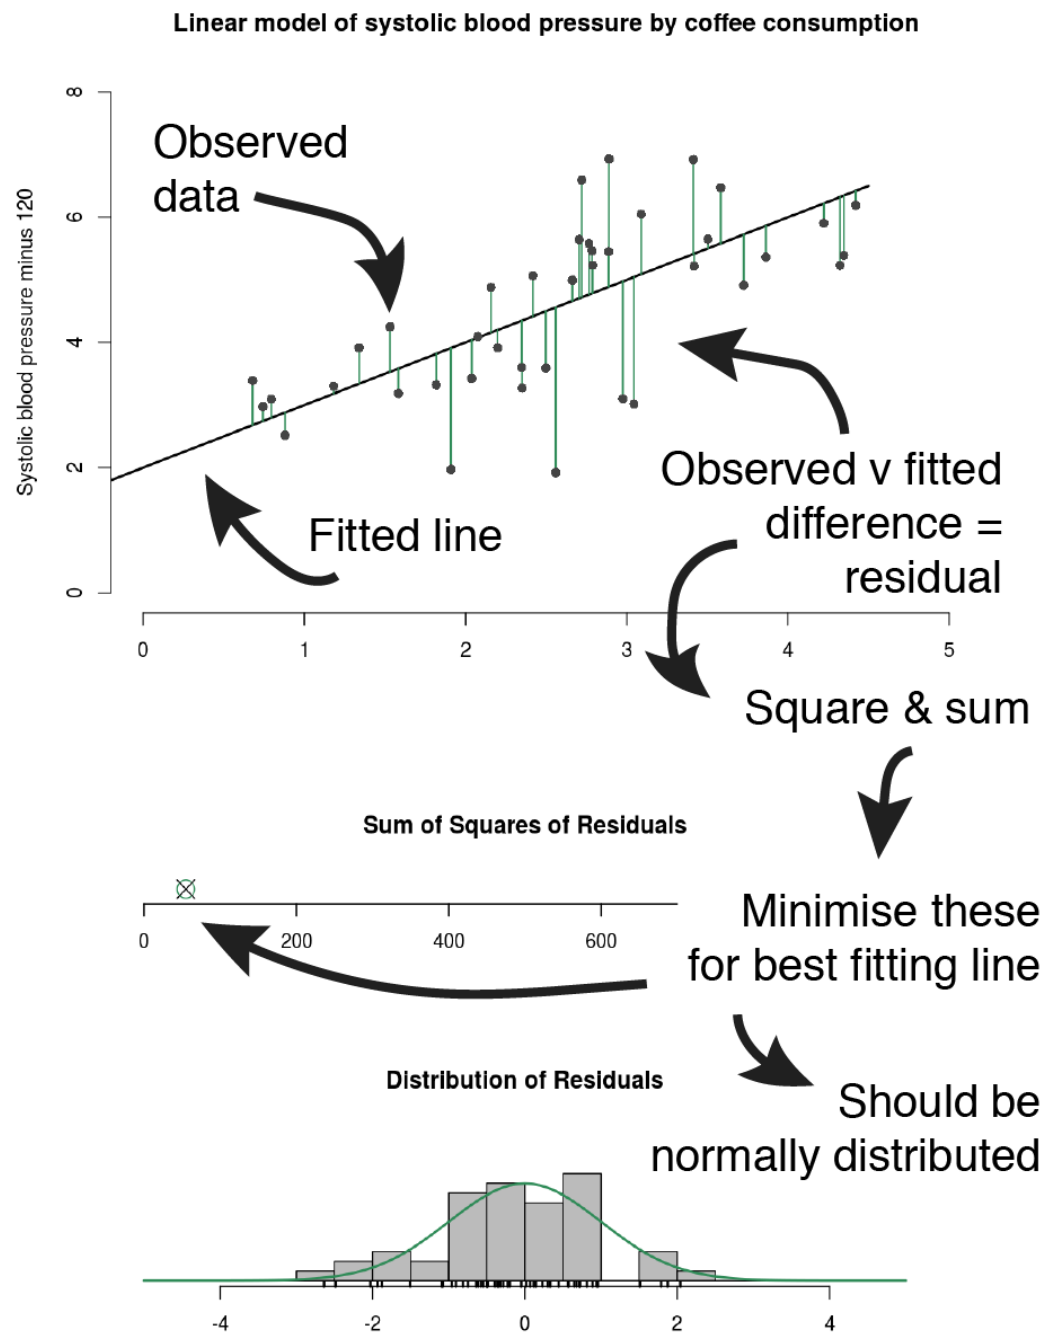 Linear model of systolic blood pressure by coffee consumption
Systolic blood pressure minus 120
8
6
4
2
0
Observed
data
Fitted line
Observed v fitted
difference =
residual
0 1 2 3 4 5
Square & sum
Sum of Squares of Residuals
0 200 400 600
Minimise these
for best fitting line
Distribution of Residuals
Should be
normally distributed
-4 -2 0 2 4